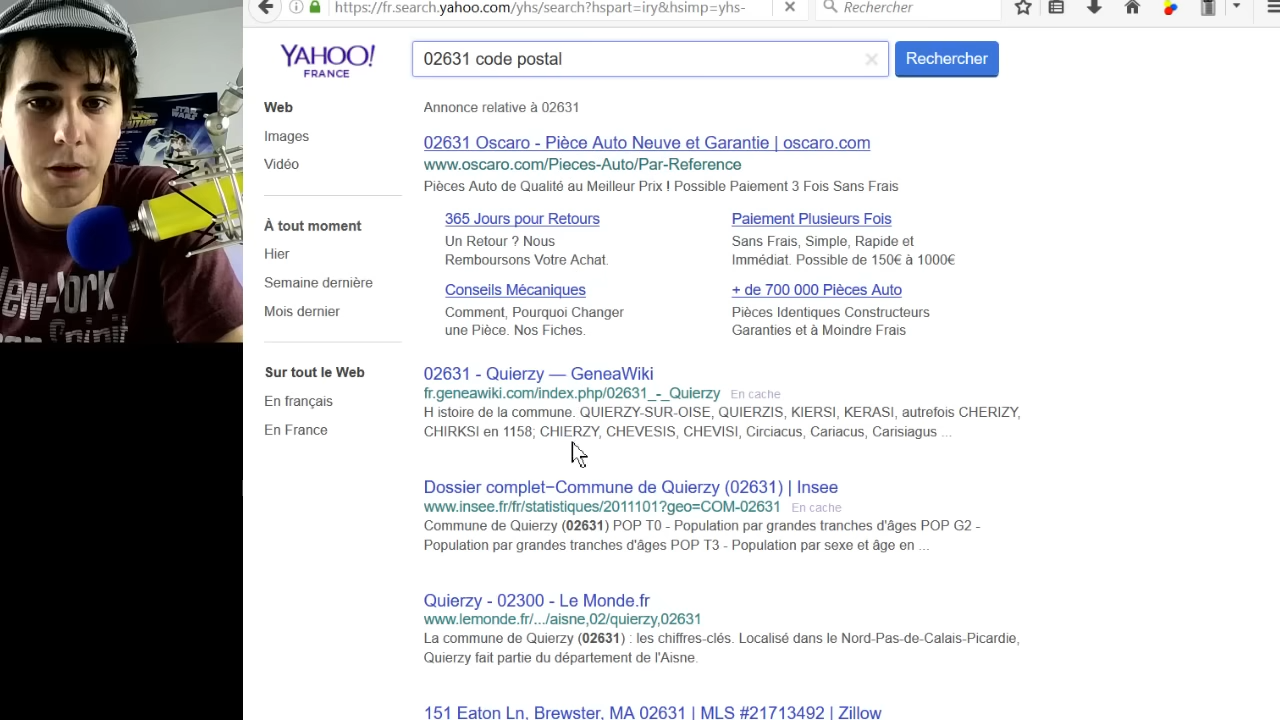 https://fr.search.yahoo.com/yhs/search?hspart=iry&hsimp=yhs-
Rechercher
YAHOO!
FRANCE
02631 code postal
Rechercher
Web
Images
Vidéo
À tout moment
Hier
Semaine dernière
Mois dernier
Sur tout le Web
En français
En France
Annonce relative à 02631
02631 Oscaro - Pièce Auto Neuve et Garantie | oscaro.com
www.oscaro.com/Pieces-Auto/Par-Reference
Pièces Auto de Qualité au Meilleur Prix ! Possible Paiement 3 Fois Sans Frais
365 Jours pour Retours
Un Retour ? Nous
Remboursons Votre Achat.
Paiement Plusieurs Fois
Sans Frais, Simple, Rapide et
Immédiat. Possible de 150€ à 1000€
Conseils Mécaniques
Comment, Pourquoi Changer
une Pièce. Nos Fiches.
+ de 700 000 Pièces Auto
Pièces Identiques Constructeurs
Garanties et à Moindre Frais
02631 - Quierzy — GeneaWiki
fr.geneawiki.com/index.php/02631_-_Quierzy En cache
H istoire de la commune. QUIERZY-SUR-OISE, QUIERZIS, KIERSI, KERASI, autrefois CHERIZY,
CHIRKSI en 1158; CHIERZY, CHEVESIS, CHEVISI, Circiacus, Cariacus, Carisiagus ...
Dossier complet−Commune de Quierzy (02631) | Insee
www.insee.fr/fr/statistiques/2011101?geo=COM-02631 En cache
Commune de Quierzy (02631) POP T0 - Population par grandes tranches d'âges POP G2 -
Population par grandes tranches d'âges POP T3 - Population par sexe et âge en ...
Quierzy - 02300 - Le Monde.fr
www.lemonde.fr/.../aisne,02/quierzy,02631
La commune de Quierzy (02631) : les chiffres-clés. Localisé dans le Nord-Pas-de-Calais-Picardie,
Quierzy fait partie du département de l'Aisne.
151 Eaton Ln, Brewster, MA 02631 | MLS #21713492 | Zillow
STAR
WARS